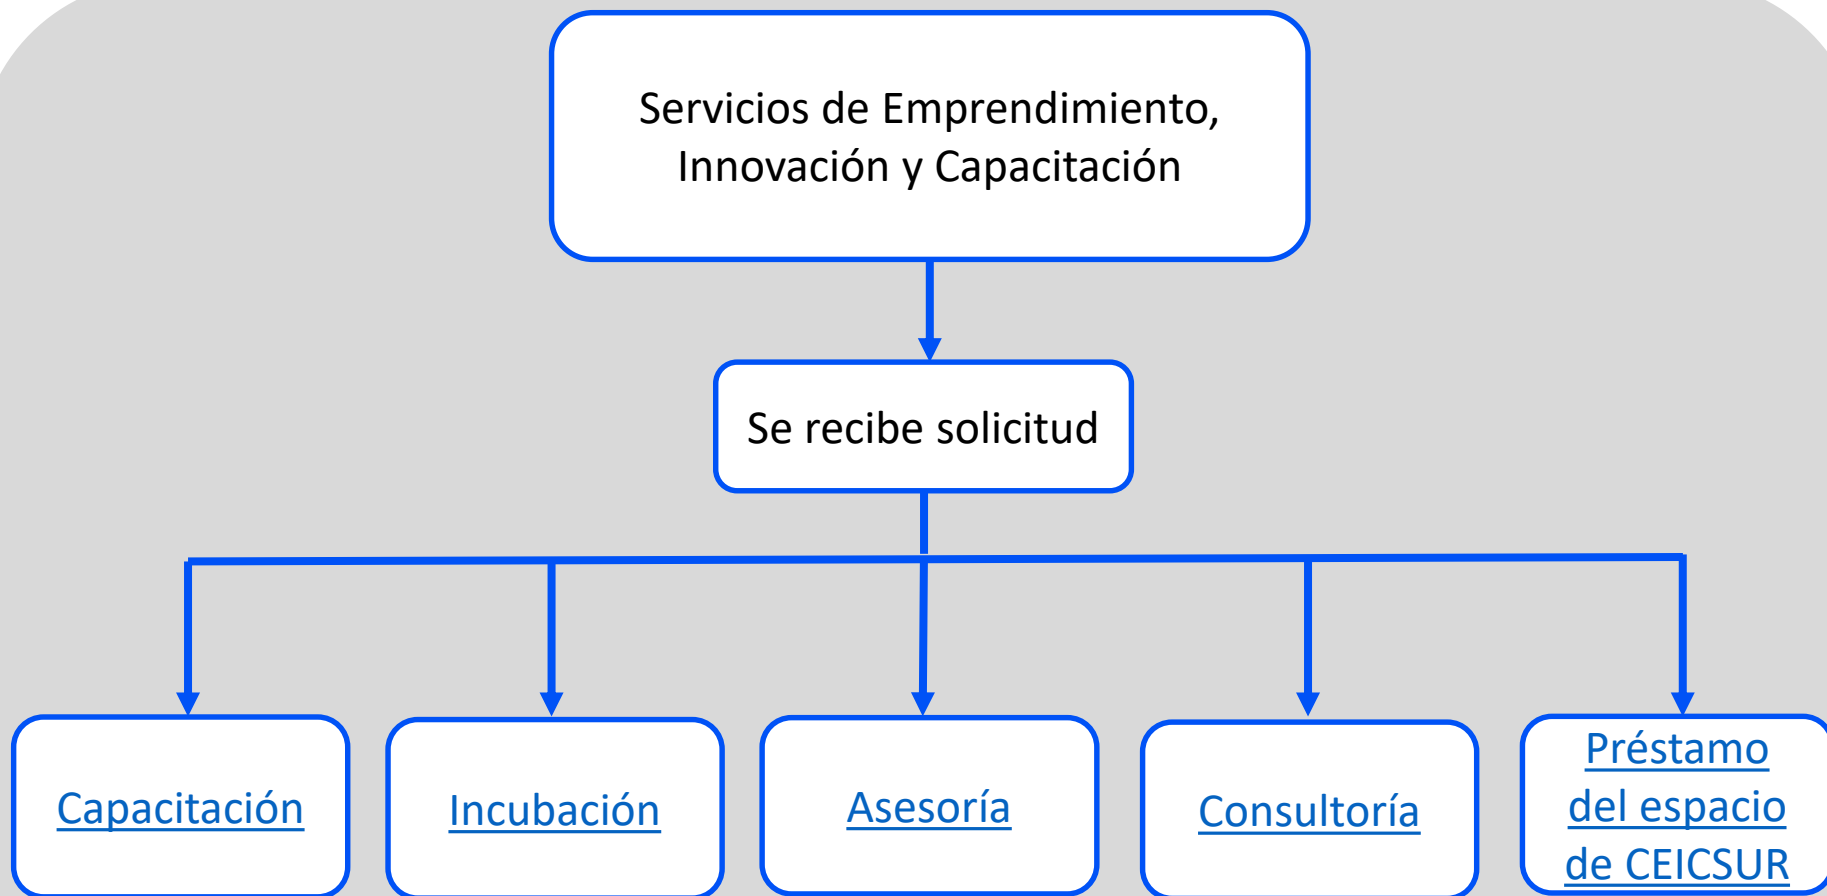 Servicios de Emprendimiento,
Innovación y Capacitación
Se recibe solicitud
Capacitación
Incubación
Asesoría
Consultoría
Préstamo
del espacio
de CEICSUR